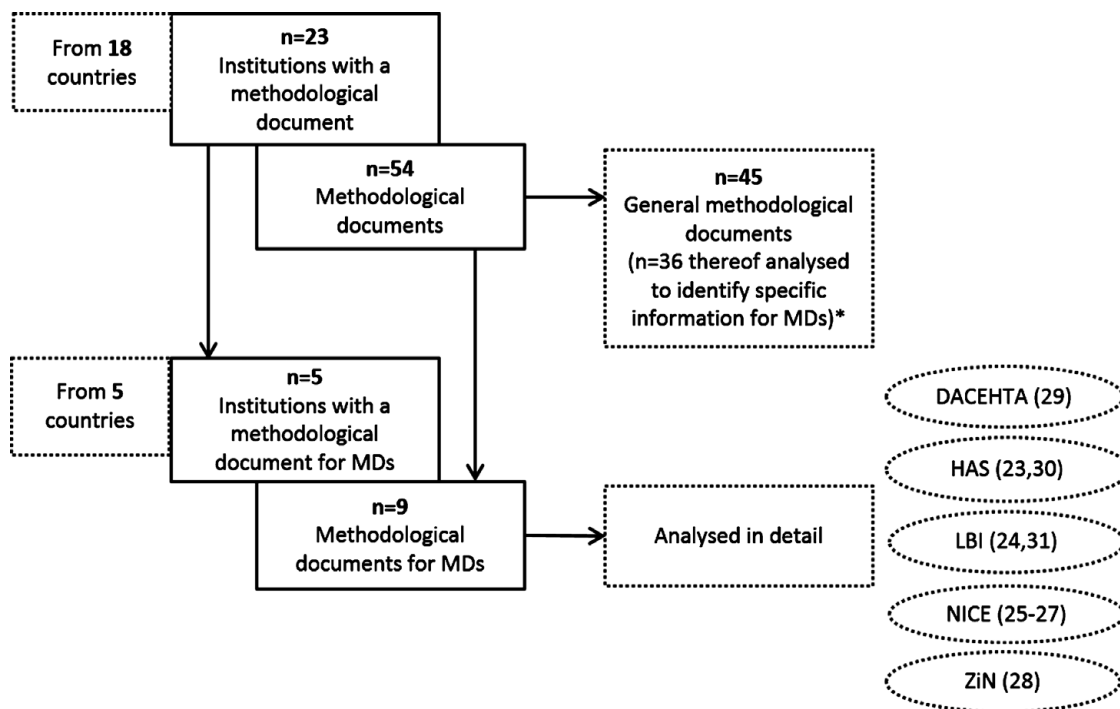 From 18
countries
n=23
Institutions with a
methodological
document
n=54
Methodological
documents
n=45
General methodological
documents
(n=36 thereof analysed
to identify specific
information for MDs)*
From 5
countries
n=5
Institutions with a
methodological
document for MDs
n=9
Methodological
documents for MDs
Analysed in detail
DACEHTA (29)
HAS (23,30)
LBI (24,31)
NICE (25-27)
ZiN (28)